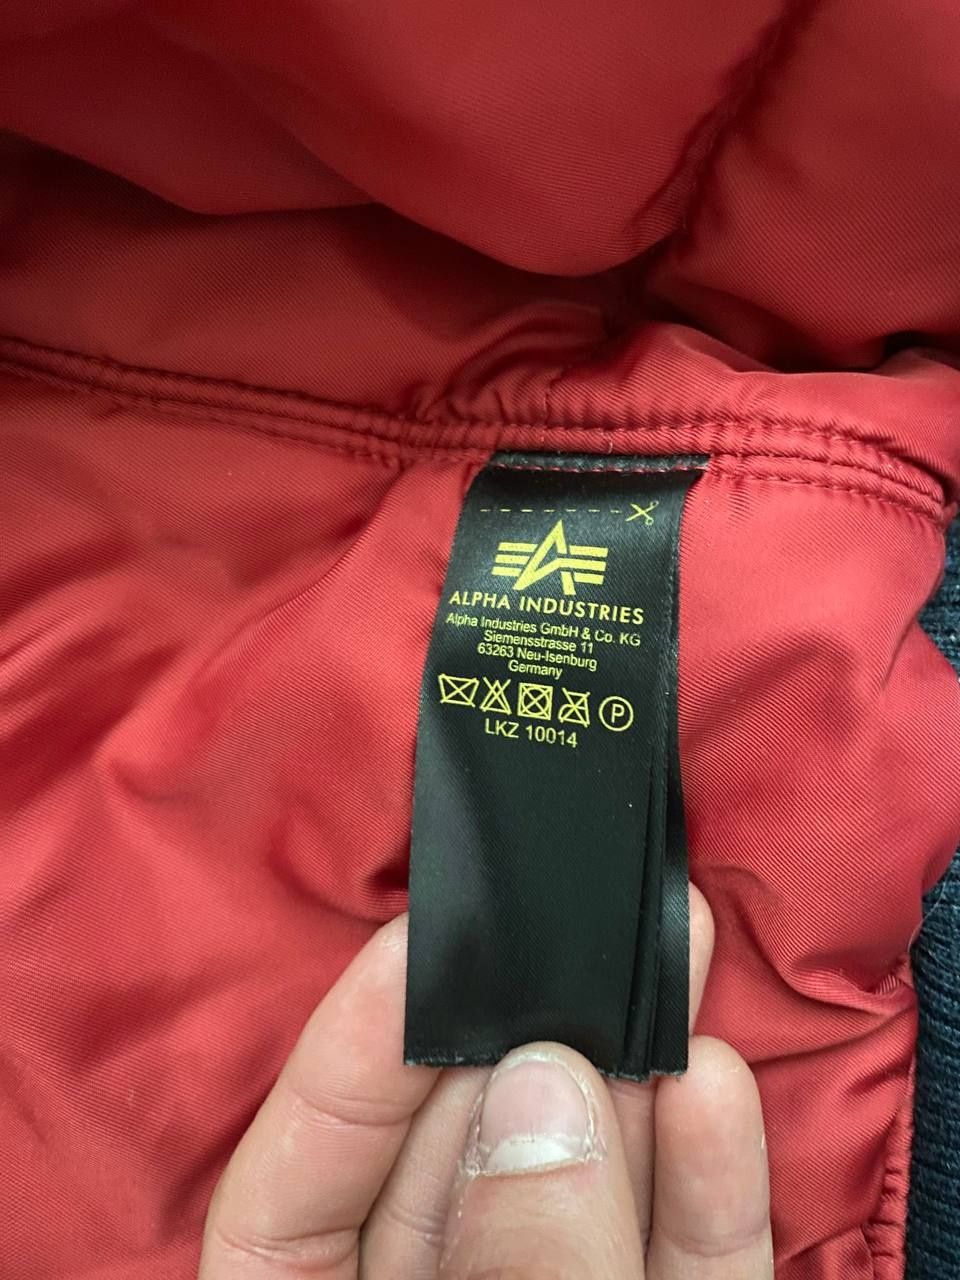 ALPHA INDUSTRIES
Alpha Industries GmbH & Co. KG
Siemensstrasse 11
63263 Neu-Isenburg
Germany
P
LKZ 10014